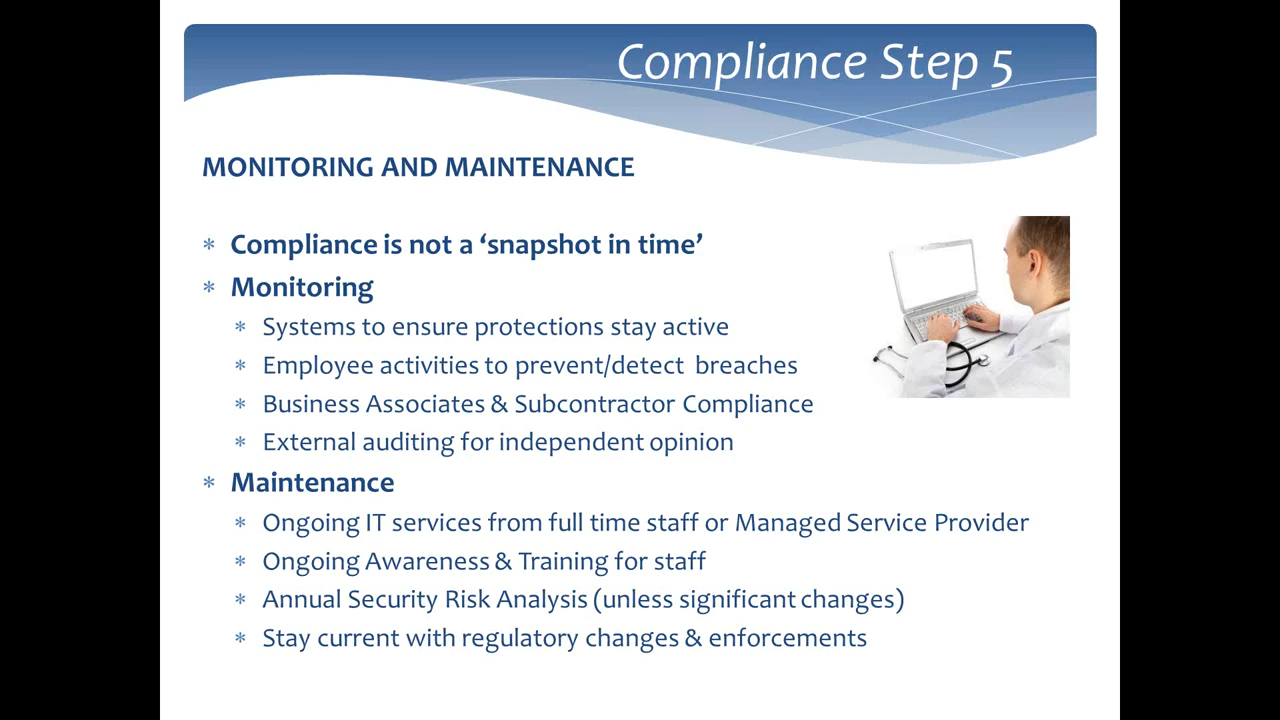 Compliance Step 5
MONITORING AND MAINTENANCE
* Compliance is not a ‘snapshot in time’
* Monitoring
* Systems to ensure protections stay active
* Employee activities to prevent/detect breaches
* Business Associates & Subcontractor Compliance
* External auditing for independent opinion
* Maintenance
* Ongoing IT services from full time staff or Managed Service Provider
* Ongoing Awareness & Training for staff
* Annual Security Risk Analysis (unless significant changes)
* Stay current with regulatory changes & enforcements